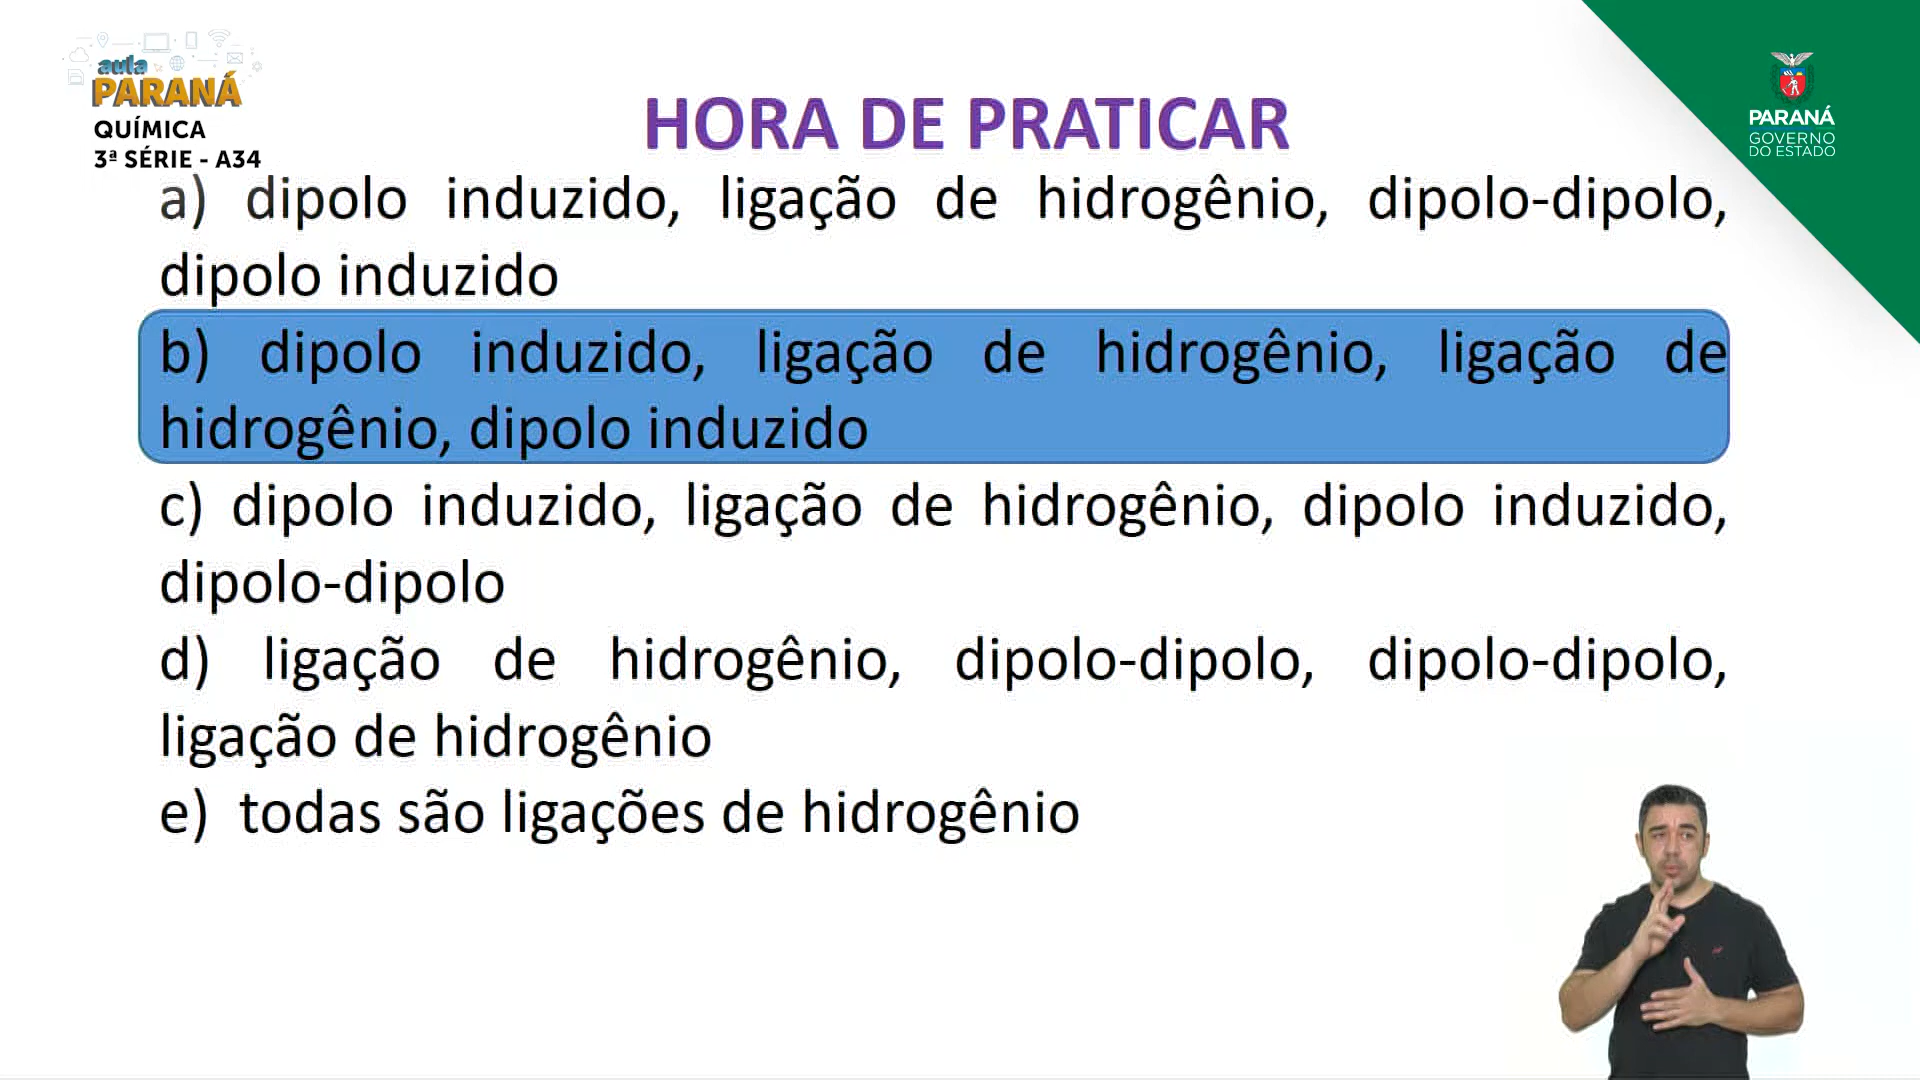 aula
PARANÁ
QUÍMICA
3ª SÉRIE - A34
HORA DE PRATICAR
PARANÁ
GOVERNO
DO ESTADO
a) dipolo induzido, ligação de hidrogênio, dipolo-dipolo,
dipolo induzido
b) dipolo induzido, ligação de hidrogênio, ligação de
hidrogênio, dipolo induzido
c) dipolo induzido, ligação de hidrogênio, dipolo induzido,
dipolo-dipolo
d) ligação de hidrogênio, dipolo-dipolo, dipolo-dipolo,
ligação de hidrogênio
e) todas são ligações de hidrogênio